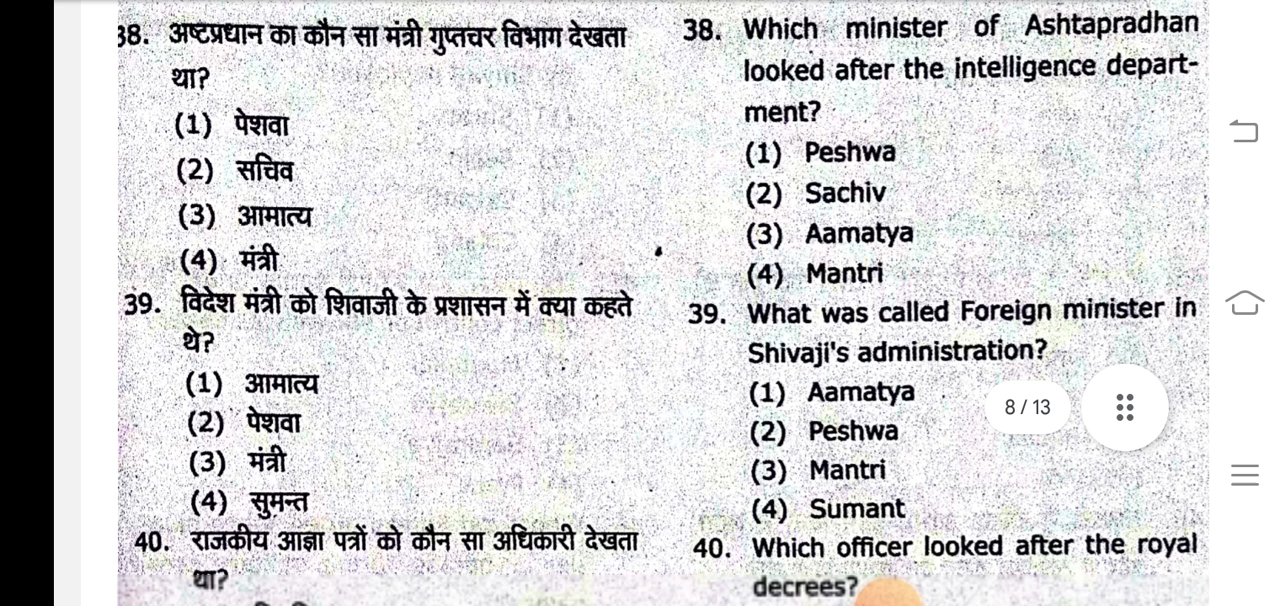 38. अष्टप्रधान का कौन सा मंत्री गुप्तचर विभाग देखता
था?
(1) पेशवा
(2) सचिव
(3) आमात्य
(4) मंत्री
39. विदेश मंत्री को शिवाजी के प्रशासन में क्या कहते
थे?
(1) आमात्य
(2) पेशवा
(3) मंत्री
(4) सुमन्त
40. राजकीय आज्ञा पत्रों को कौन सा अधिकारी देखता
था?
38. Which minister of Ashtapradhan
looked after the intelligence depart-
ment?
(1) Peshwa
(2) Sachiv
(3) Aamatya
(4) Mantri
39. What was called Foreign minister in
Shivaji's administration?
(1) Aamatya
(2) Peshwa
(3) Mantri
(4) Sumant
40. Which officer looked after the royal
decrees?
8 / 13